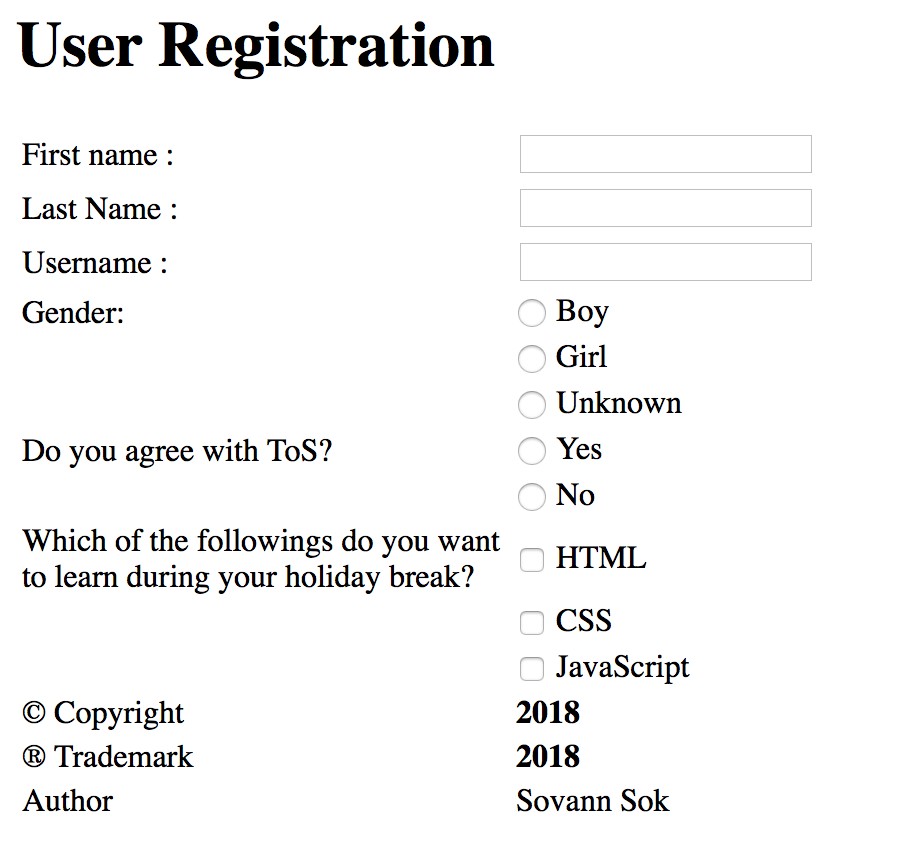 User Registration
First name :
Last Name :
Username :
Gender: Boy
Girl
Unknown
Do you agree with ToS? Yes
No
Which of the followings do you want
to learn during your holiday break?
HTML
CSS
JavaScript
© Copyright 2018
® Trademark 2018
Author Sovann Sok